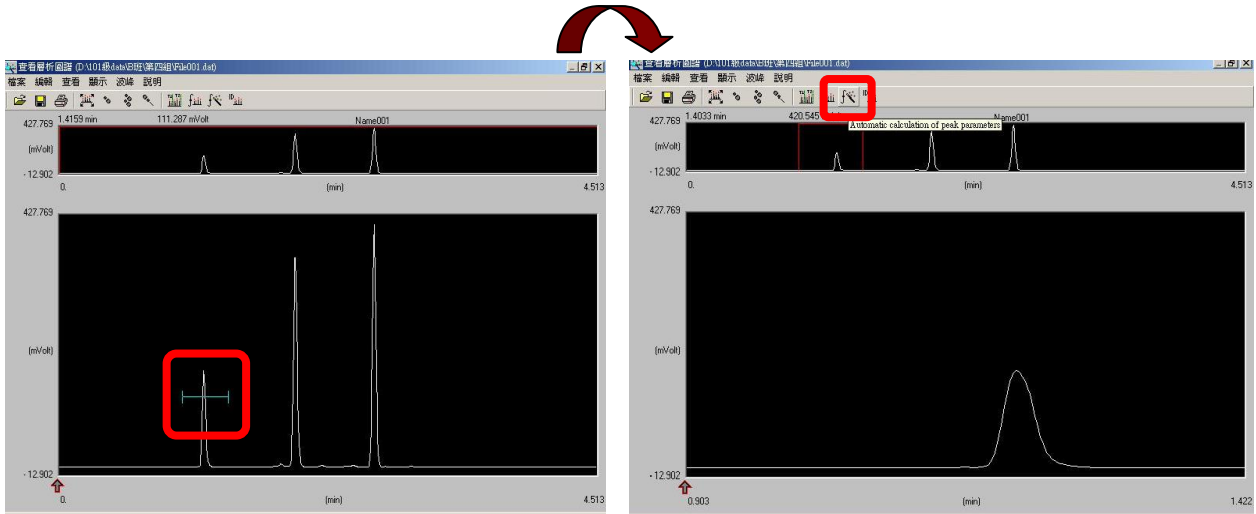 查看層析圖譜 (D:\101級data\B班\第四組\File001.dat)
檔案 編輯 查看 顯示 波峰 說明
427.769
1.4159 min 111.287 mVolt Name001
(mVolt)
-12.902
0. (min) 4.513
427.769
(mVolt)
-12.902
0. (min) 4.513
查看層析圖譜 (D:\101級data\B班\第四組\File001.dat)
檔案 編輯 查看 顯示 波峰 說明
427.769
1.4033 min 420.545 Name001
Automatic calculation of peak parameters
(mVolt)
-12.902
0. (min) 4.513
427.769
(mVolt)
-12.902
0.903 (min) 1.422